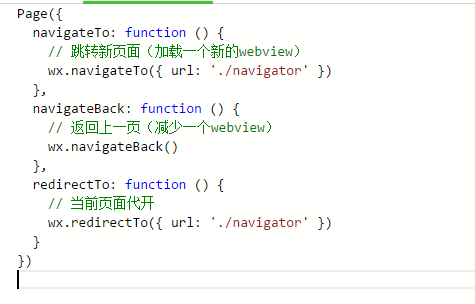 Page({
  navigateTo: function () {
    // 跳转新页面（加载一个新的webview）
    wx.navigateTo({ url: './navigator' })
  },
  navigateBack: function () {
    // 返回上一页（减少一个webview）
    wx.navigateBack()
  },
  redirectTo: function () {
    // 当前页面代开
    wx.redirectTo({ url: './navigator' })
  }
})